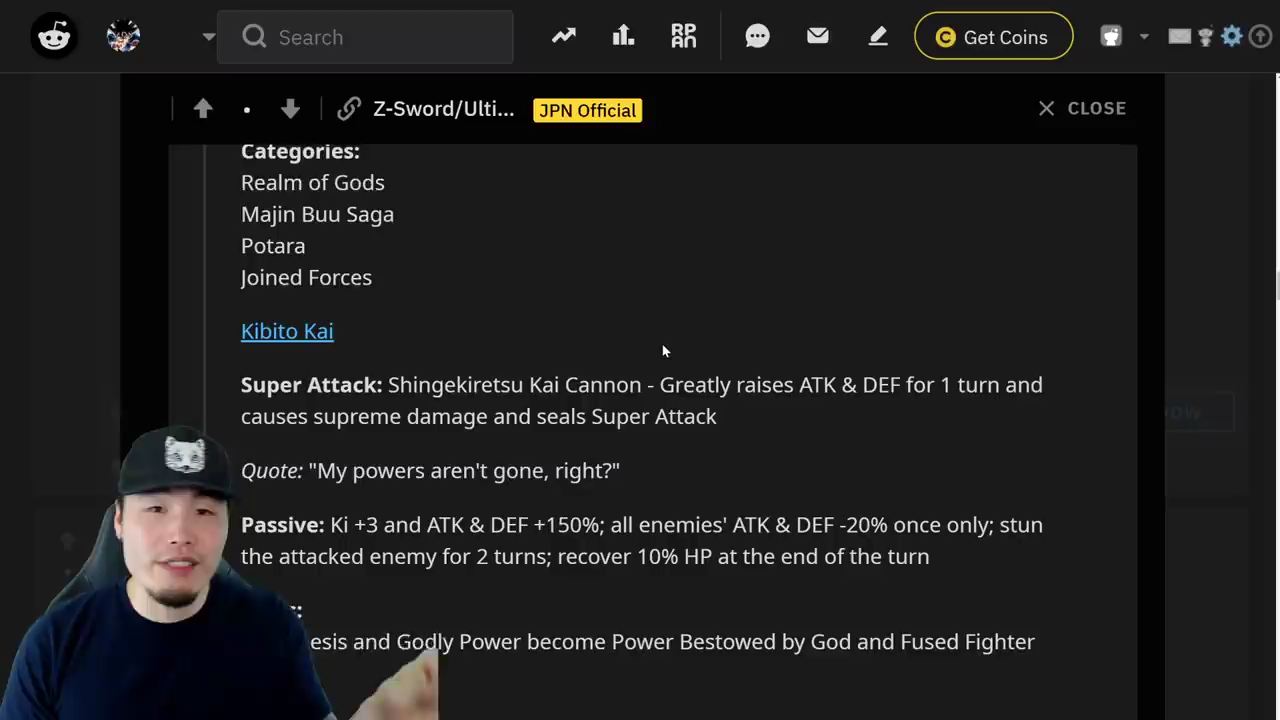 Search
RPAN
Get Coins
Z-Sword/Ulti...
JPN Official
CLOSE
Categories:
Realm of Gods
Majin Buu Saga
Potara
Joined Forces
Kibito Kai
Super Attack: Shingekiretsu Kai Cannon - Greatly raises ATK & DEF for 1 turn and
causes supreme damage and seals Super Attack
Quote: "My powers aren't gone, right?"
Passive: Ki +3 and ATK & DEF +150%; all enemies' ATK & DEF -20% once only; stun
the attacked enemy for 2 turns; recover 10% HP at the end of the turn
and Godly Power become Power Bestowed by God and Fused Fighter